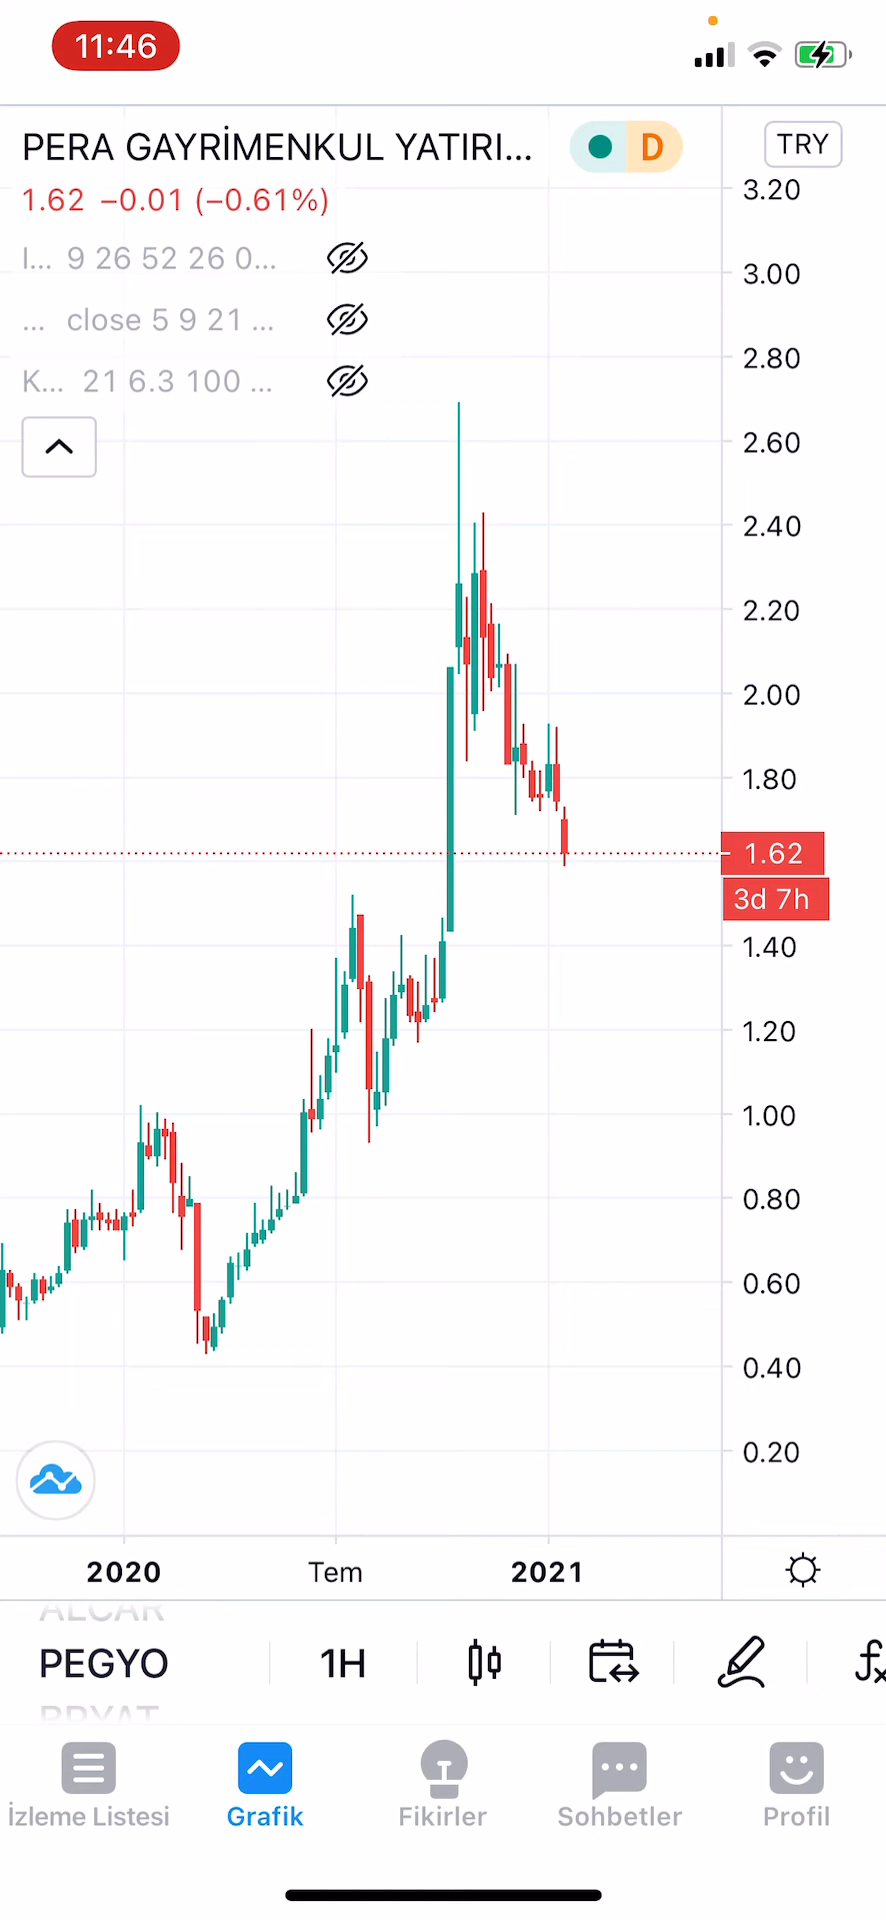 11:46
PERA GAYRİMENKUL YATIRI... D TRY
1.62 −0.01 (−0.61%)
I... 9 26 52 26 0...
... close 5 9 21 ...
K... 21 6.3 100 ...
3.20
3.00
2.80
2.60
2.40
2.20
2.00
1.80
1.62
3d 7h
1.40
1.20
1.00
0.80
0.60
0.40
0.20
2020 Tem 2021
ALCAR
PEGYO 1H
BRYAT
İzleme Listesi Grafik Fikirler Sohbetler Profil